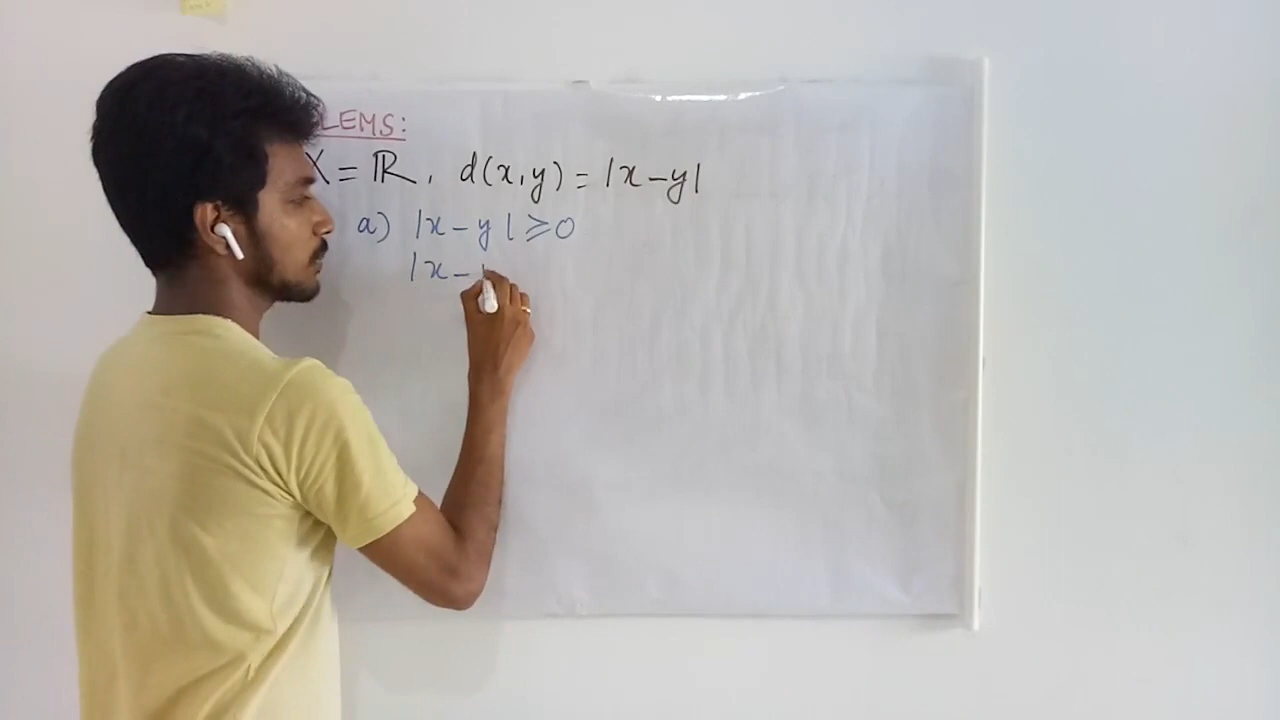 LEMS:
X = ℝ, d(x,y) = |x-y|
a) |x-y| ≥ 0
|x-